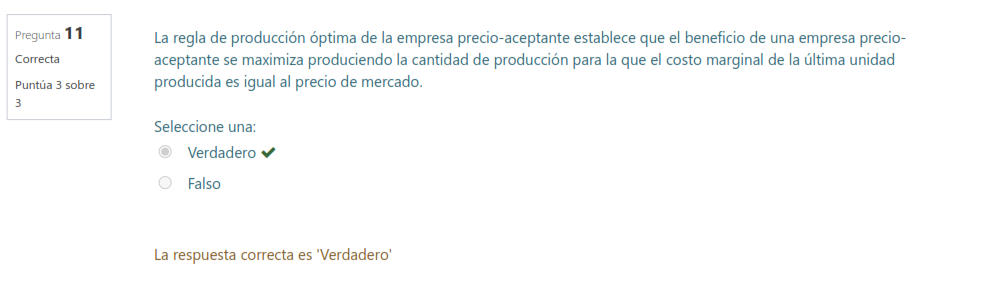 Pregunta 11
Correcta
Puntúa 3 sobre
3
La regla de producción óptima de la empresa precio-aceptante establece que el beneficio de una empresa precio-
aceptante se maximiza produciendo la cantidad de producción para la que el costo marginal de la última unidad
producida es igual al precio de mercado.
Seleccione una:
Verdadero
Falso
La respuesta correcta es 'Verdadero'